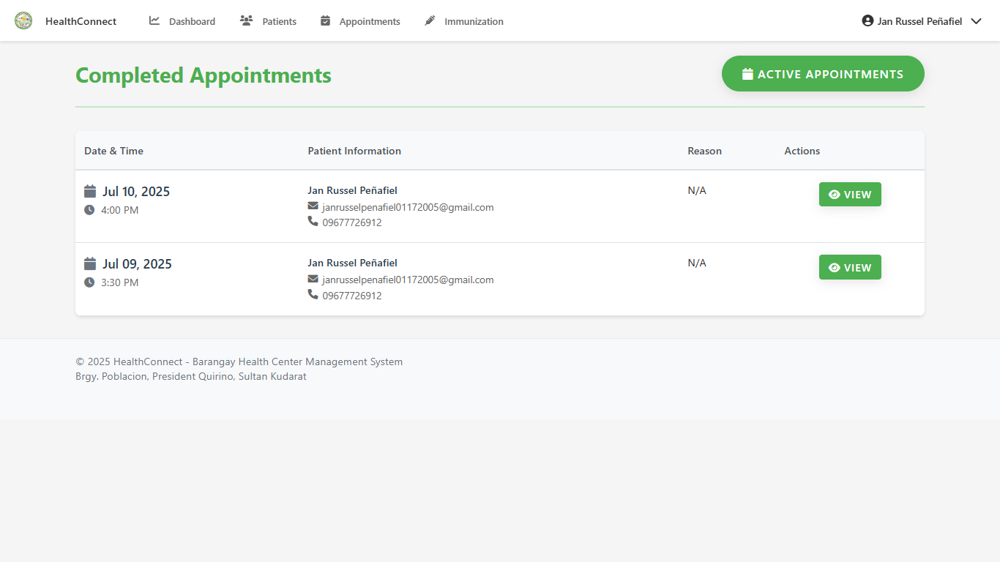 HealthConnect Dashboard Patients Appointments Immunization Jan Russel Peñafiel
Completed Appointments ACTIVE APPOINTMENTS
Date & Time Patient Information Reason Actions
Jul 10, 2025 Jan Russel Peñafiel N/A VIEW
4:00 PM janrusselpenafiel01172005@gmail.com
09677726912
Jul 09, 2025 Jan Russel Peñafiel N/A VIEW
3:30 PM janrusselpenafiel01172005@gmail.com
09677726912
© 2025 HealthConnect - Barangay Health Center Management System
Brgy. Poblacion, President Quirino, Sultan Kudarat